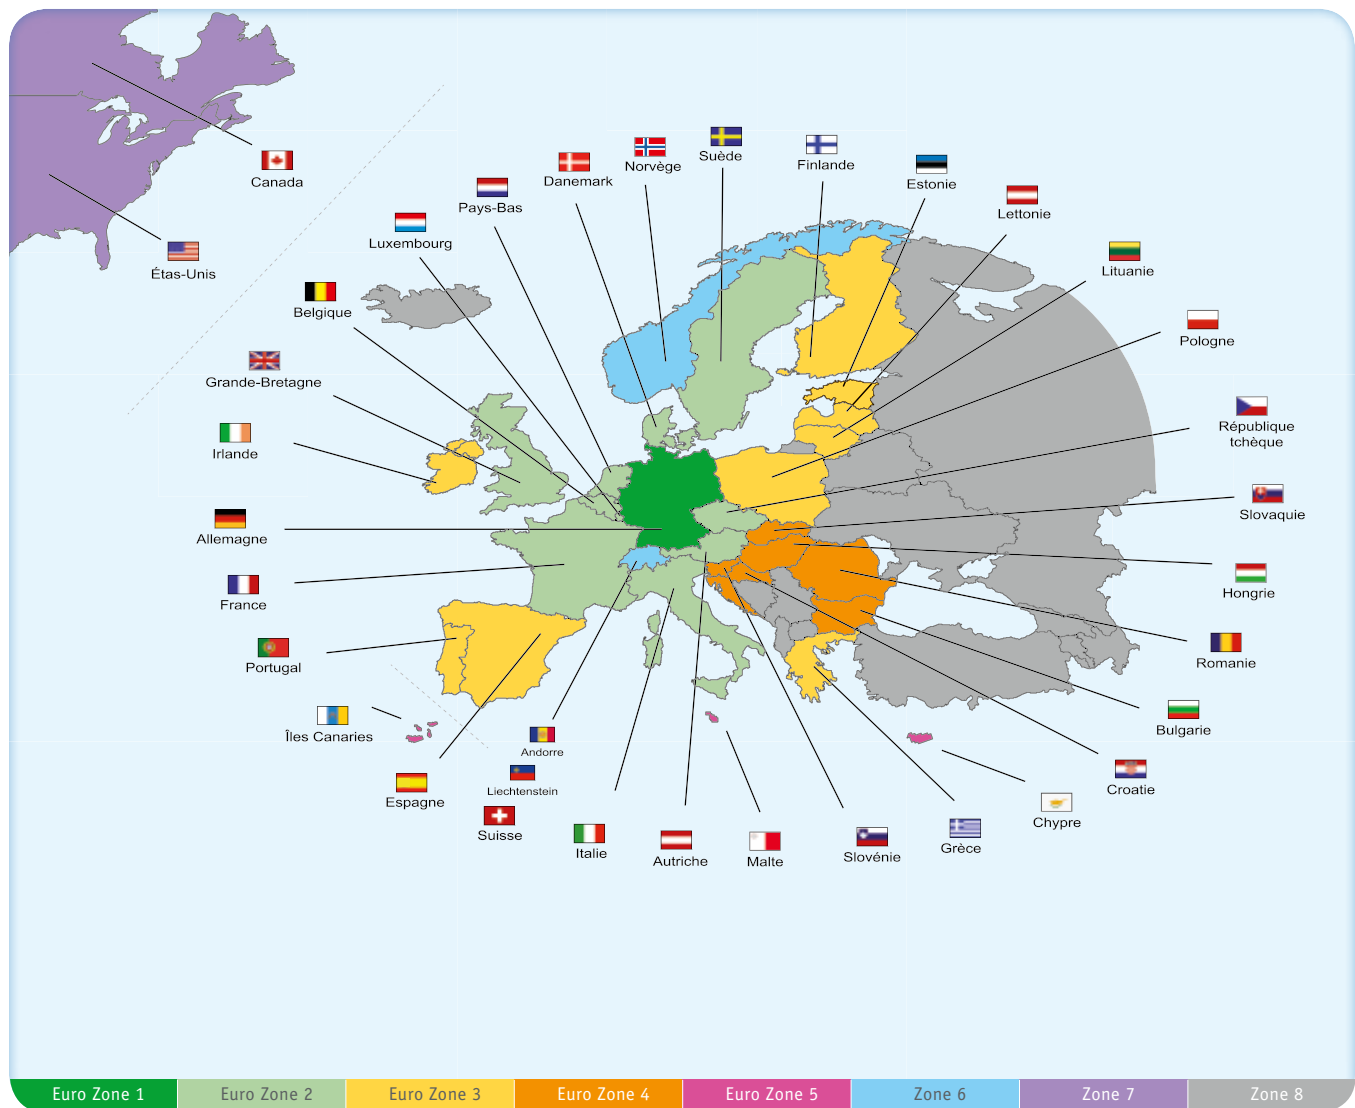 Canada
Étas-Unis
Belgique
Luxembourg
Pays-Bas
Danemark
Norvège
Suède
Finlande
Estonie
Lettonie
Lituanie
Pologne
République
tchèque
Slovaquie
Hongrie
Romanie
Bulgarie
Croatie
Chypre
Grèce
Slovénie
Malte
Autriche
Italie
Suisse
Liechtenstein
Andorre
Espagne
Îles Canaries
Portugal
France
Allemagne
Irlande
Grande-Bretagne
Euro Zone 1
Euro Zone 2
Euro Zone 3
Euro Zone 4
Euro Zone 5
Zone 6
Zone 7
Zone 8